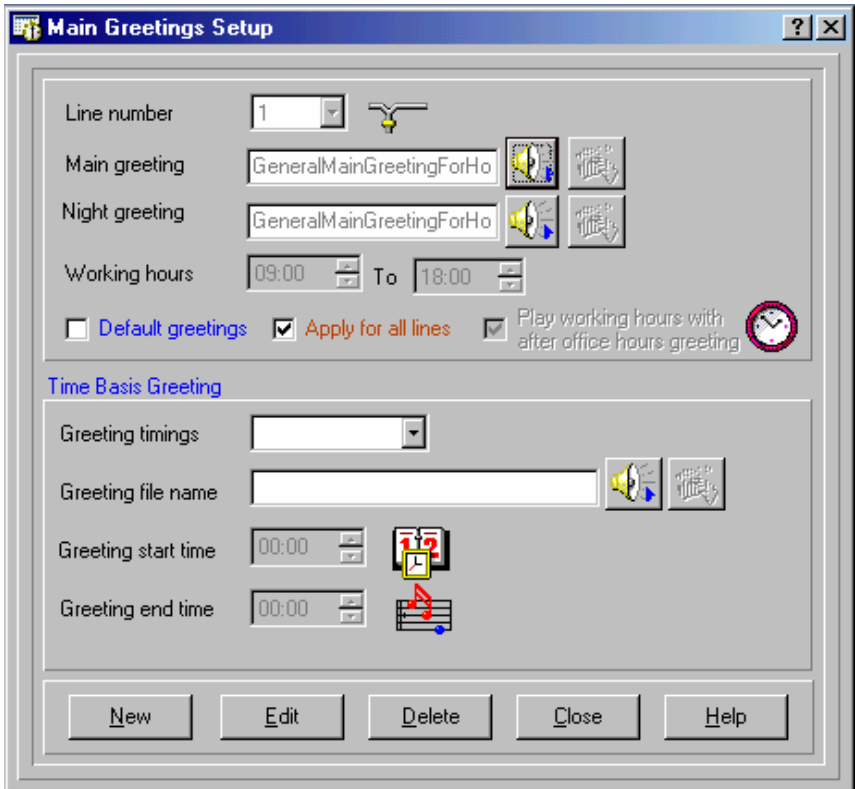 Main Greetings Setup
Line number 1
Main greeting GeneralMainGreetingForHo
Night greeting GeneralMainGreetingForHo
Working hours 09:00 To 18:00
Default greetings Apply for all lines Play working hours with
after office hours greeting
Time Basis Greeting
Greeting timings
Greeting file name
Greeting start time 00:00
12
Greeting end time 00:00
New Edit Delete Close Help